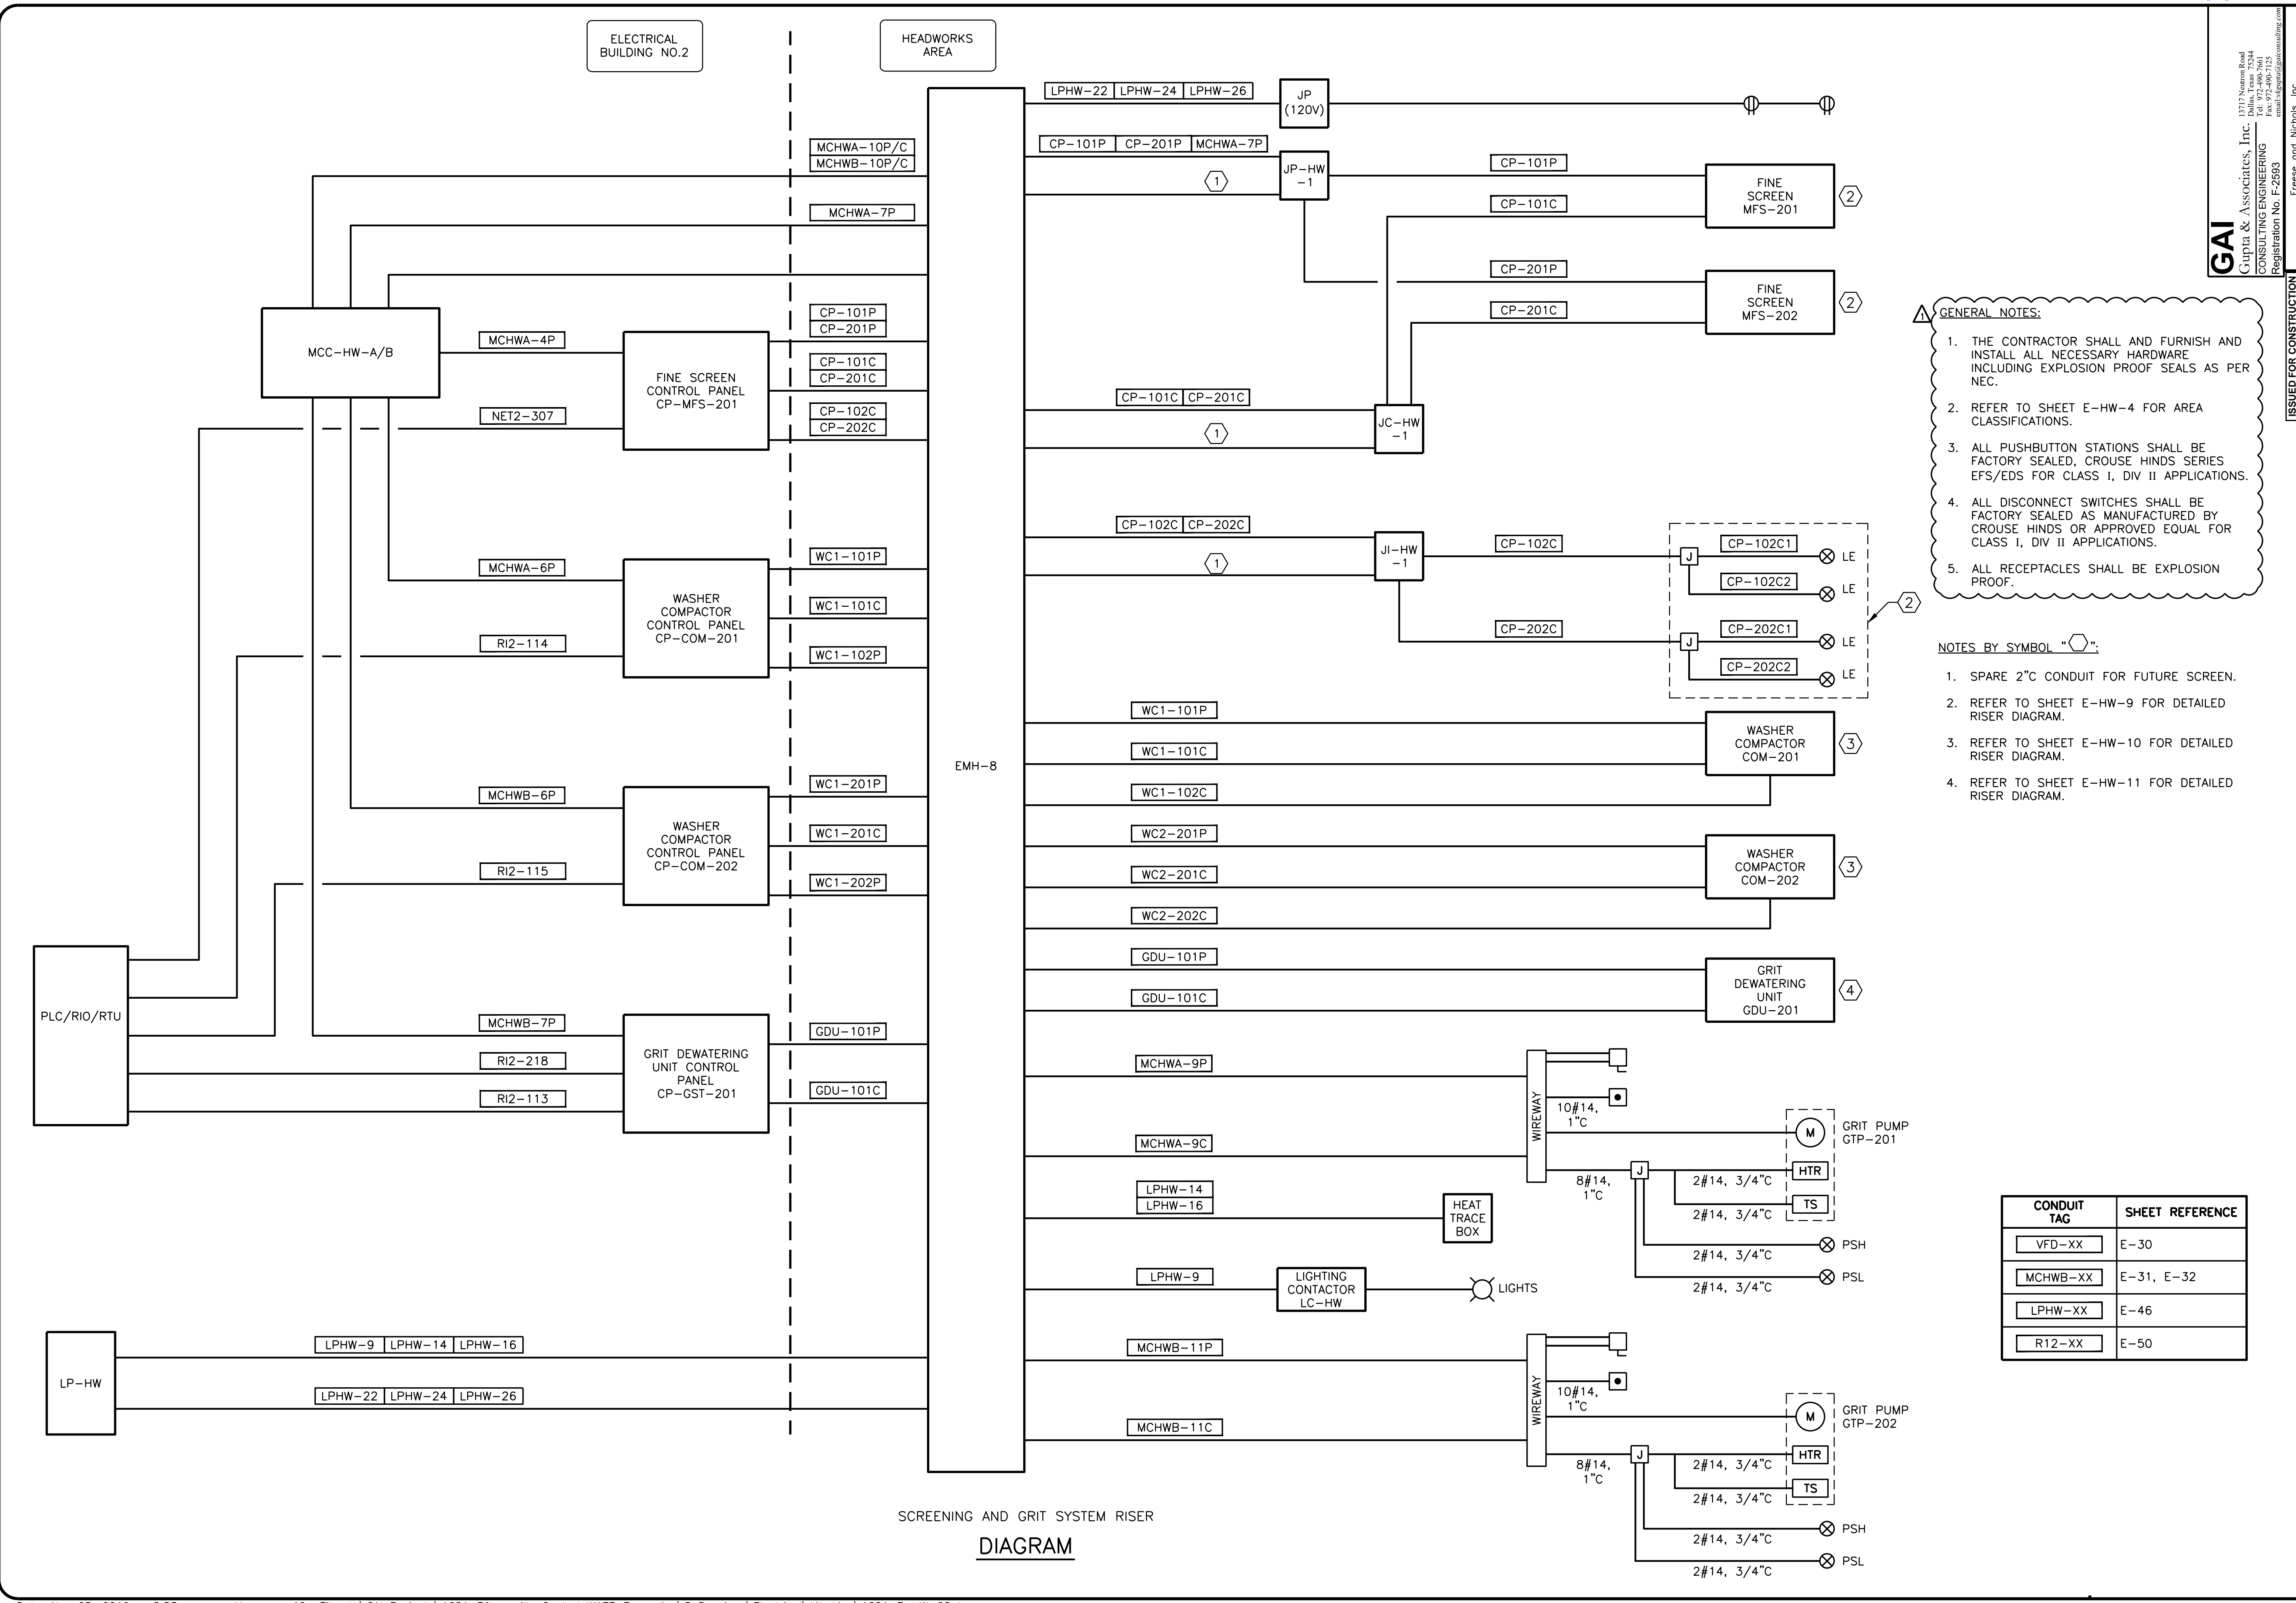 ELECTRICAL
BUILDING NO.2
HEADWORKS
AREA
MCHWA-10P/C
MCHWB-10P/C
MCHWA-7P
MCC-HW-A/B
MCHWA-4P
NET2-307
FINE SCREEN
CONTROL PANEL
CP-MFS-201
CP-101P
CP-201P
CP-101C
CP-201C
CP-102C
CP-202C
MCHWA-6P
RI2-114
WASHER
COMPACTOR
CONTROL PANEL
CP-COM-201
WC1-101P
WC1-101C
WC1-102P
MCHWB-6P
RI2-115
WASHER
COMPACTOR
CONTROL PANEL
CP-COM-202
WC1-201P
WC1-201C
WC1-202P
PLC/RIO/RTU
MCHWB-7P
RI2-218
RI2-113
GRIT DEWATERING
UNIT CONTROL
PANEL
CP-GST-201
GDU-101P
GDU-101C
LP-HW
LPHW-9 LPHW-14 LPHW-16
LPHW-22 LPHW-24 LPHW-26
EMH-8
LPHW-22 LPHW-24 LPHW-26
JP
(120V)
CP-101P CP-201P MCHWA-7P
1
JP-HW
-1
CP-101P
CP-101C
FINE
SCREEN
MFS-201
2
CP-201P
CP-201C
FINE
SCREEN
MFS-202
2
CP-101C CP-201C
1
JC-HW
-1
CP-102C CP-202C
1
JI-HW
-1
CP-102C
J
CP-102C1
LE
CP-102C2
LE
CP-202C
J
CP-202C1
LE
CP-202C2
LE
2
WC1-101P
WC1-101C
WC1-102C
WASHER
COMPACTOR
COM-201
3
WC2-201P
WC2-201C
WC2-202C
WASHER
COMPACTOR
COM-202
3
GDU-101P
GDU-101C
GRIT
DEWATERING
UNIT
GDU-201
4
MCHWA-9P
MCHWA-9C
WIREWAY
10#14,
1"C
M
GRIT PUMP
GTP-201
8#14,
1"C
J
2#14, 3/4"C
HTR
2#14, 3/4"C
TS
2#14, 3/4"C
PSH
2#14, 3/4"C
PSL
LPHW-14
LPHW-16
HEAT
TRACE
BOX
LPHW-9
LIGHTING
CONTACTOR
LC-HW
LIGHTS
MCHWB-11P
MCHWB-11C
WIREWAY
10#14,
1"C
M
GRIT PUMP
GTP-202
8#14,
1"C
J
2#14, 3/4"C
HTR
2#14, 3/4"C
TS
2#14, 3/4"C
PSH
2#14, 3/4"C
PSL
SCREENING AND GRIT SYSTEM RISER
DIAGRAM
GAI
Gupta & Associates, Inc.
CONSULTING ENGINEERING
Registration No. F-2593
13717 Neutron Road
Dallas, Texas 75244
Tel: 972-490-7661
Fax: 972-490-7125
email:vkgupta@gaiconsulting.com
Freese and Nichols, Inc.
ISSUED FOR CONSTRUCTION
1
GENERAL NOTES:
1. THE CONTRACTOR SHALL AND FURNISH AND
INSTALL ALL NECESSARY HARDWARE
INCLUDING EXPLOSION PROOF SEALS AS PER
NEC.
2. REFER TO SHEET E-HW-4 FOR AREA
CLASSIFICATIONS.
3. ALL PUSHBUTTON STATIONS SHALL BE
FACTORY SEALED, CROUSE HINDS SERIES
EFS/EDS FOR CLASS I, DIV II APPLICATIONS.
4. ALL DISCONNECT SWITCHES SHALL BE
FACTORY SEALED AS MANUFACTURED BY
CROUSE HINDS OR APPROVED EQUAL FOR
CLASS I, DIV II APPLICATIONS.
5. ALL RECEPTACLES SHALL BE EXPLOSION
PROOF.
NOTES BY SYMBOL "⬡":
1. SPARE 2"C CONDUIT FOR FUTURE SCREEN.
2. REFER TO SHEET E-HW-9 FOR DETAILED
RISER DIAGRAM.
3. REFER TO SHEET E-HW-10 FOR DETAILED
RISER DIAGRAM.
4. REFER TO SHEET E-HW-11 FOR DETAILED
RISER DIAGRAM.
CONDUIT
TAG
SHEET REFERENCE
VFD-XX E-30
MCHWB-XX E-31, E-32
LPHW-XX E-46
R12-XX E-50